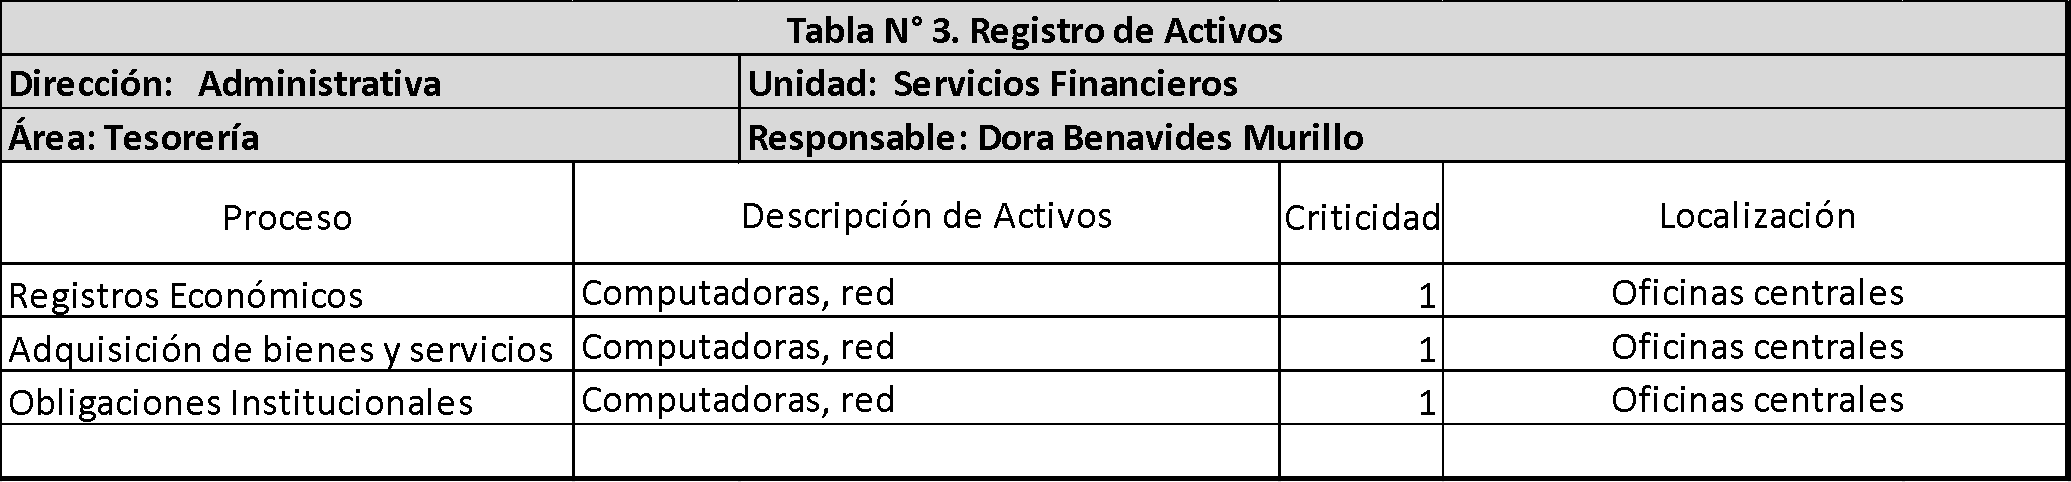 Tabla N° 3. Registro de Activos
Dirección:   Administrativa Unidad:  Servicios Financieros
Área: Tesorería Responsable: Dora Benavides Murillo
Proceso Descripción de Activos Criticidad Localización
Registros Económicos Computadoras, red 1 Oficinas centrales
Adquisición de bienes y servicios Computadoras, red 1 Oficinas centrales
Obligaciones Institucionales Computadoras, red 1 Oficinas centrales